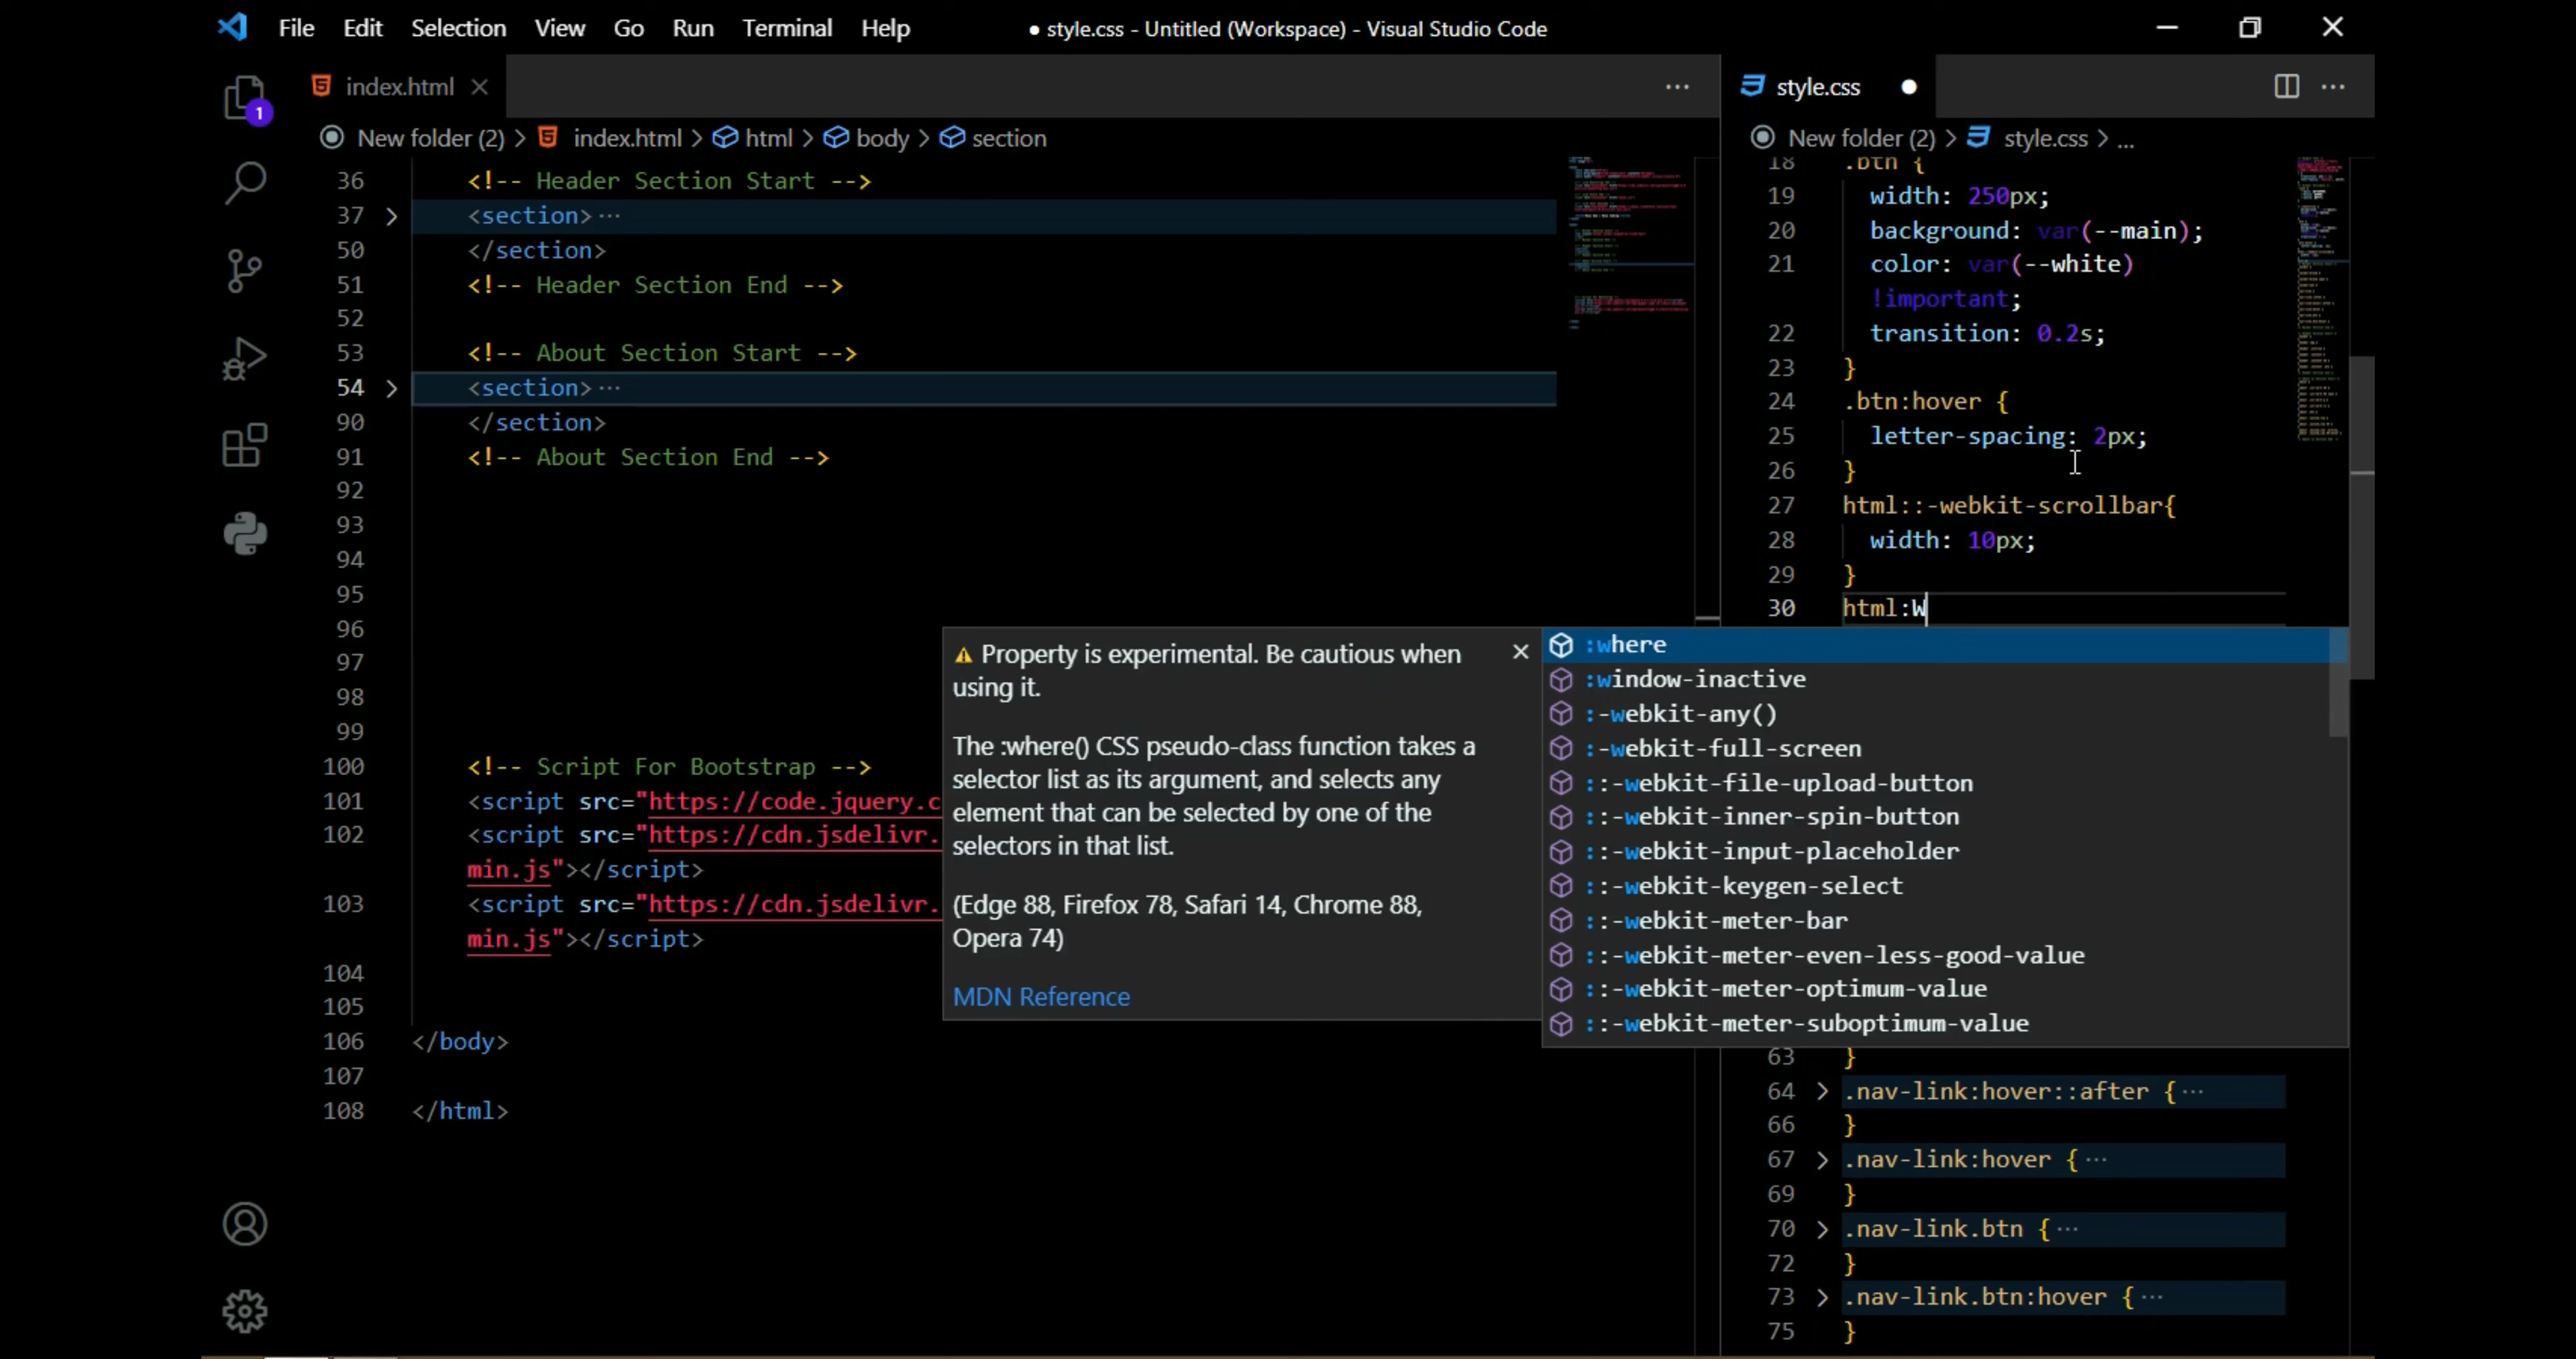 File Edit Selection View Go Run Terminal Help
● style.css - Untitled (Workspace) - Visual Studio Code
index.html
New folder (2) > index.html > html > body > section
36 <!-- Header Section Start -->
37 <section>···
50 </section>
51 <!-- Header Section End -->
52
53 <!-- About Section Start -->
54 <section>···
90 </section>
91 <!-- About Section End -->
92
93
94
95
96
97
98
99
100 <!-- Script For Bootstrap -->
101 <script src="https://code.jquery.c
102 <script src="https://cdn.jsdelivr.
min.js"></script>
103 <script src="https://cdn.jsdelivr.
min.js"></script>
104
105
106 </body>
107
108 </html>
1
⚠ Property is experimental. Be cautious when
using it.
The :where() CSS pseudo-class function takes a
selector list as its argument, and selects any
element that can be selected by one of the
selectors in that list.
(Edge 88, Firefox 78, Safari 14, Chrome 88,
Opera 74)
MDN Reference
style.css
New folder (2) > style.css > ...
18 .btn {
19 width: 250px;
20 background: var(--main);
21 color: var(--white)
!important;
22 transition: 0.2s;
23 }
24 .btn:hover {
25 letter-spacing: 2px;
26 }
27 html::-webkit-scrollbar{
28 width: 10px;
29 }
30 html:W
:where
:window-inactive
:-webkit-any()
:-webkit-full-screen
::-webkit-file-upload-button
::-webkit-inner-spin-button
::-webkit-input-placeholder
::-webkit-keygen-select
::-webkit-meter-bar
::-webkit-meter-even-less-good-value
::-webkit-meter-optimum-value
::-webkit-meter-suboptimum-value
63 }
64 .nav-link:hover::after {···
66 }
67 .nav-link:hover {···
69 }
70 .nav-link.btn {···
72 }
73 .nav-link.btn:hover {···
75 }